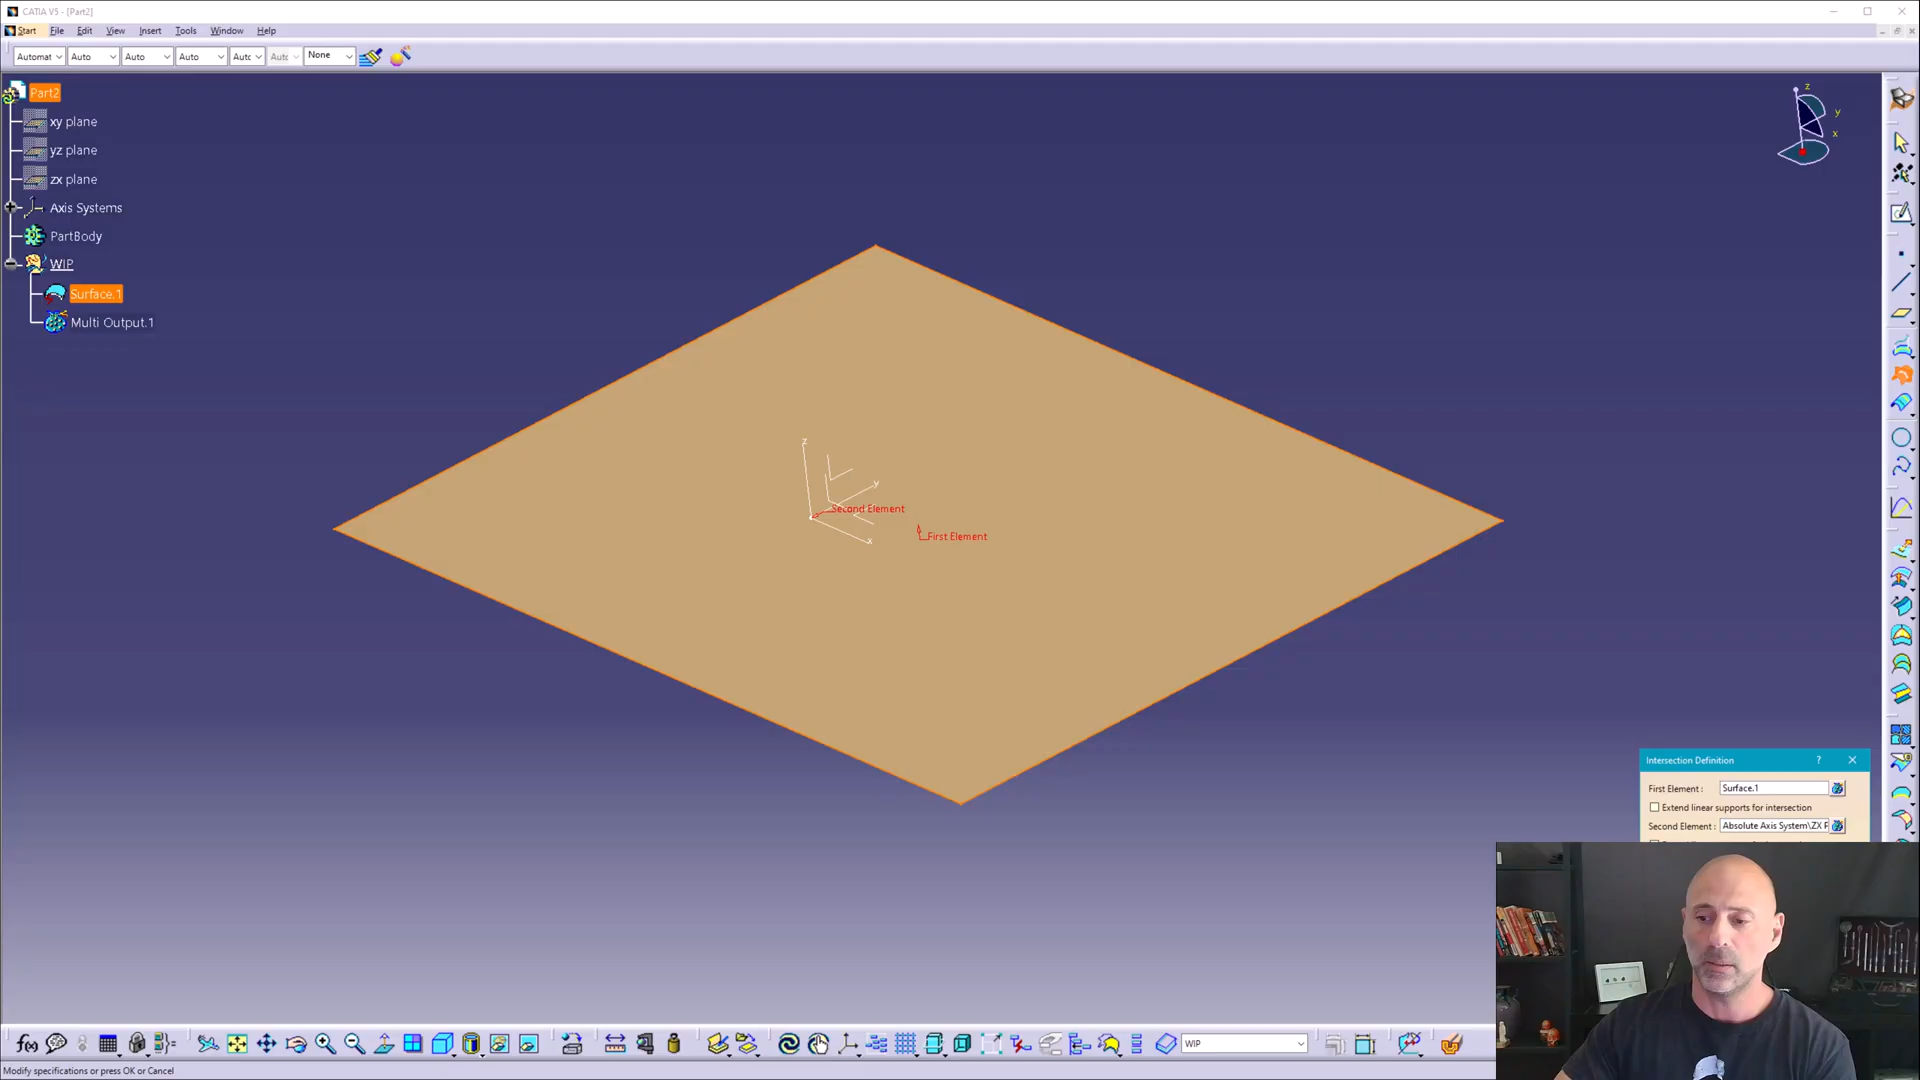 CATIA V5 - [Part2]
Start File Edit View Insert Tools Window Help
Automat Auto Auto Auto Autc Autc None
Part2
xy plane
yz plane
zx plane
Axis Systems
PartBody
WIP
Surface.1
Multi Output.1
z
y
x
z
y
x
Second Element
First Element
Intersection Definition ?
First Element : Surface.1
Extend linear supports for intersection
Second Element : Absolute Axis System\ZX P
f(x)
WIP
Modify specifications or press OK or Cancel